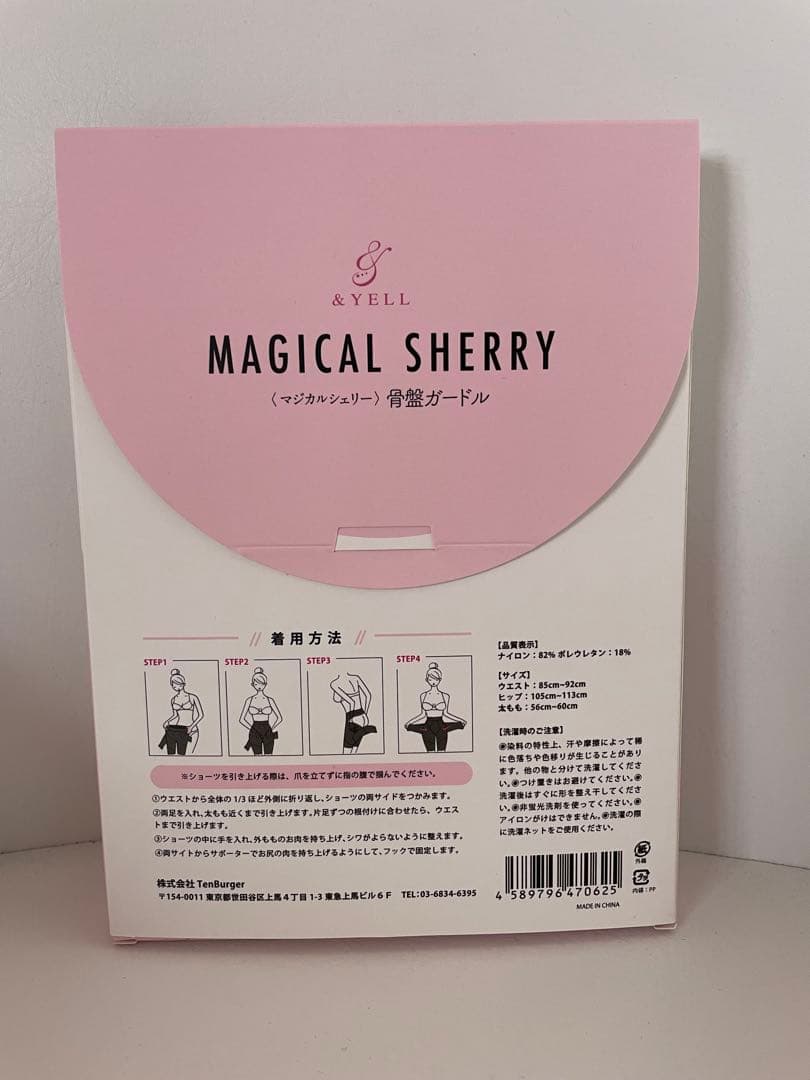 &YELL
MAGICAL SHERRY
〈マジカルシェリー〉骨盤ガードル
着用方法
STEP1
STEP2
STEP3
STEP4
※ショーツを引き上げる際は、爪を立てずに指の腹で掴んでください。
①ウエストから全体の1/3ほど外側に折り返し、ショーツの両サイドをつかみます。
②両足を入れ、太もも近くまで引き上げます。片足ずつの根付けに合わせたら、ウエス
トまで引き上げます。
③ショーツの中に手を入れ、外もものお肉を持ち上げ、シワがよらないように整えます。
④両サイトからサポーターでお尻の肉を持ち上げるようにして、フックで固定します。
株式会社 TenBurger
〒154-0011 東京都世田谷区上馬4丁目1-3 東急上馬ビル6F TEL:03-6834-6395
【品質表示】
ナイロン：82% ポレウレタン：18%
【サイズ】
ウエスト：85cm~92cm
ヒップ：105cm~113cm
太もも：56cm~60cm
【洗濯時のご注意】
◎染料の特性上、汗や摩擦によって稀
に色落ちや色移りが生じることがあり
ます。他の物と分けて洗濯してくださ
い。◎つけ置きはお避けてください。◎
洗濯後はすぐに形を整え干してくださ
い。◎非蛍光洗剤を使ってください。◎
アイロンがけはできません。◎洗濯の際
に洗濯ネットをご使用ください。
4 589796 470625
MADE IN CHINA
紙
外箱
プラ
内袋：PP